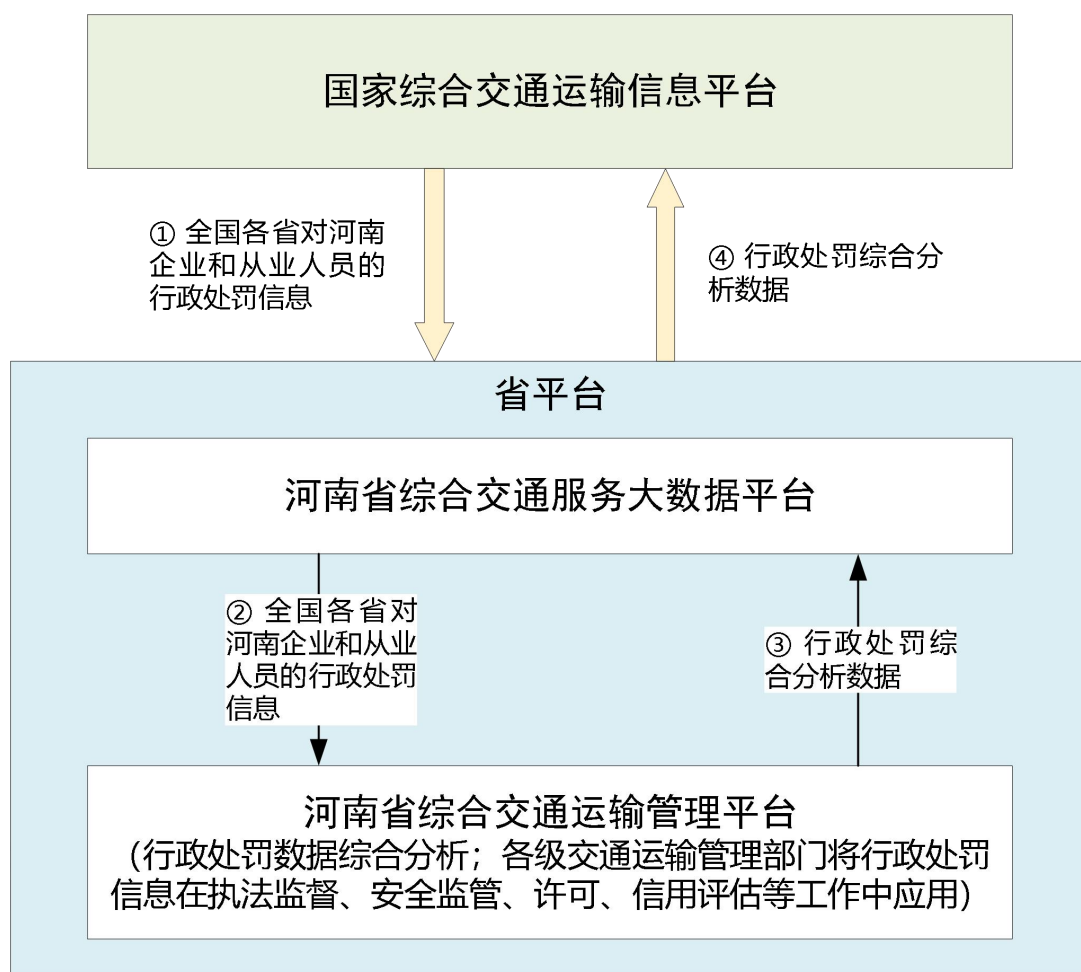 国家综合交通运输信息平台
① 全国各省对河南
企业和从业人员的
行政处罚信息
④ 行政处罚综合分
析数据
省平台
河南省综合交通服务大数据平台
② 全国各省对
河南企业和从业
人员的行政处罚
信息
③ 行政处罚综
合分析数据
河南省综合交通运输管理平台
（行政处罚数据综合分析；各级交通运输管理部门将行政处罚
信息在执法监督、安全监管、许可、信用评估等工作中应用）